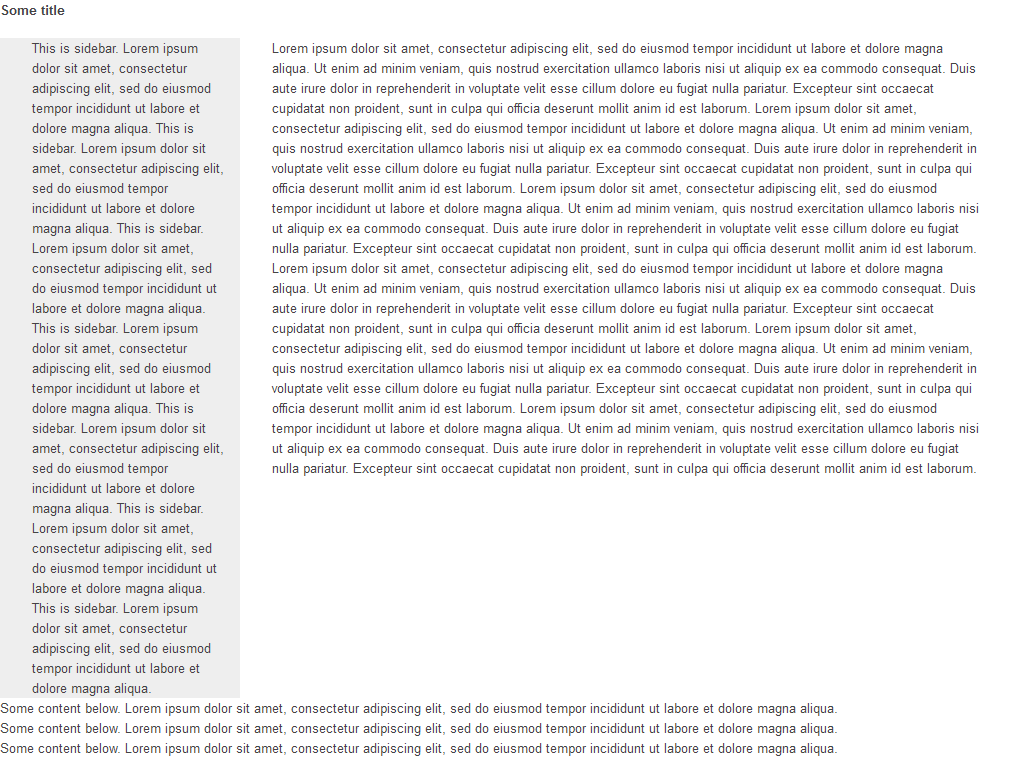 Some title
This is sidebar. Lorem ipsum
dolor sit amet, consectetur
adipiscing elit, sed do eiusmod
tempor incididunt ut labore et
dolore magna aliqua. This is
sidebar. Lorem ipsum dolor sit
amet, consectetur adipiscing elit,
sed do eiusmod tempor
incididunt ut labore et dolore
magna aliqua. This is sidebar.
Lorem ipsum dolor sit amet,
consectetur adipiscing elit, sed
do eiusmod tempor incididunt ut
labore et dolore magna aliqua.
This is sidebar. Lorem ipsum
dolor sit amet, consectetur
adipiscing elit, sed do eiusmod
tempor incididunt ut labore et
dolore magna aliqua. This is
sidebar. Lorem ipsum dolor sit
amet, consectetur adipiscing elit,
sed do eiusmod tempor
incididunt ut labore et dolore
magna aliqua. This is sidebar.
Lorem ipsum dolor sit amet,
consectetur adipiscing elit, sed
do eiusmod tempor incididunt ut
labore et dolore magna aliqua.
This is sidebar. Lorem ipsum
dolor sit amet, consectetur
adipiscing elit, sed do eiusmod
tempor incididunt ut labore et
dolore magna aliqua.
Lorem ipsum dolor sit amet, consectetur adipiscing elit, sed do eiusmod tempor incididunt ut labore et dolore magna
aliqua. Ut enim ad minim veniam, quis nostrud exercitation ullamco laboris nisi ut aliquip ex ea commodo consequat. Duis
aute irure dolor in reprehenderit in voluptate velit esse cillum dolore eu fugiat nulla pariatur. Excepteur sint occaecat
cupidatat non proident, sunt in culpa qui officia deserunt mollit anim id est laborum. Lorem ipsum dolor sit amet,
consectetur adipiscing elit, sed do eiusmod tempor incididunt ut labore et dolore magna aliqua. Ut enim ad minim veniam,
quis nostrud exercitation ullamco laboris nisi ut aliquip ex ea commodo consequat. Duis aute irure dolor in reprehenderit in
voluptate velit esse cillum dolore eu fugiat nulla pariatur. Excepteur sint occaecat cupidatat non proident, sunt in culpa qui
officia deserunt mollit anim id est laborum. Lorem ipsum dolor sit amet, consectetur adipiscing elit, sed do eiusmod
tempor incididunt ut labore et dolore magna aliqua. Ut enim ad minim veniam, quis nostrud exercitation ullamco laboris nisi
ut aliquip ex ea commodo consequat. Duis aute irure dolor in reprehenderit in voluptate velit esse cillum dolore eu fugiat
nulla pariatur. Excepteur sint occaecat cupidatat non proident, sunt in culpa qui officia deserunt mollit anim id est laborum.
Lorem ipsum dolor sit amet, consectetur adipiscing elit, sed do eiusmod tempor incididunt ut labore et dolore magna
aliqua. Ut enim ad minim veniam, quis nostrud exercitation ullamco laboris nisi ut aliquip ex ea commodo consequat. Duis
aute irure dolor in reprehenderit in voluptate velit esse cillum dolore eu fugiat nulla pariatur. Excepteur sint occaecat
cupidatat non proident, sunt in culpa qui officia deserunt mollit anim id est laborum. Lorem ipsum dolor sit amet,
consectetur adipiscing elit, sed do eiusmod tempor incididunt ut labore et dolore magna aliqua. Ut enim ad minim veniam,
quis nostrud exercitation ullamco laboris nisi ut aliquip ex ea commodo consequat. Duis aute irure dolor in reprehenderit in
voluptate velit esse cillum dolore eu fugiat nulla pariatur. Excepteur sint occaecat cupidatat non proident, sunt in culpa qui
officia deserunt mollit anim id est laborum. Lorem ipsum dolor sit amet, consectetur adipiscing elit, sed do eiusmod
tempor incididunt ut labore et dolore magna aliqua. Ut enim ad minim veniam, quis nostrud exercitation ullamco laboris nisi
ut aliquip ex ea commodo consequat. Duis aute irure dolor in reprehenderit in voluptate velit esse cillum dolore eu fugiat
nulla pariatur. Excepteur sint occaecat cupidatat non proident, sunt in culpa qui officia deserunt mollit anim id est laborum.
Some content below. Lorem ipsum dolor sit amet, consectetur adipiscing elit, sed do eiusmod tempor incididunt ut labore et dolore magna aliqua.
Some content below. Lorem ipsum dolor sit amet, consectetur adipiscing elit, sed do eiusmod tempor incididunt ut labore et dolore magna aliqua.
Some content below. Lorem ipsum dolor sit amet, consectetur adipiscing elit, sed do eiusmod tempor incididunt ut labore et dolore magna aliqua.